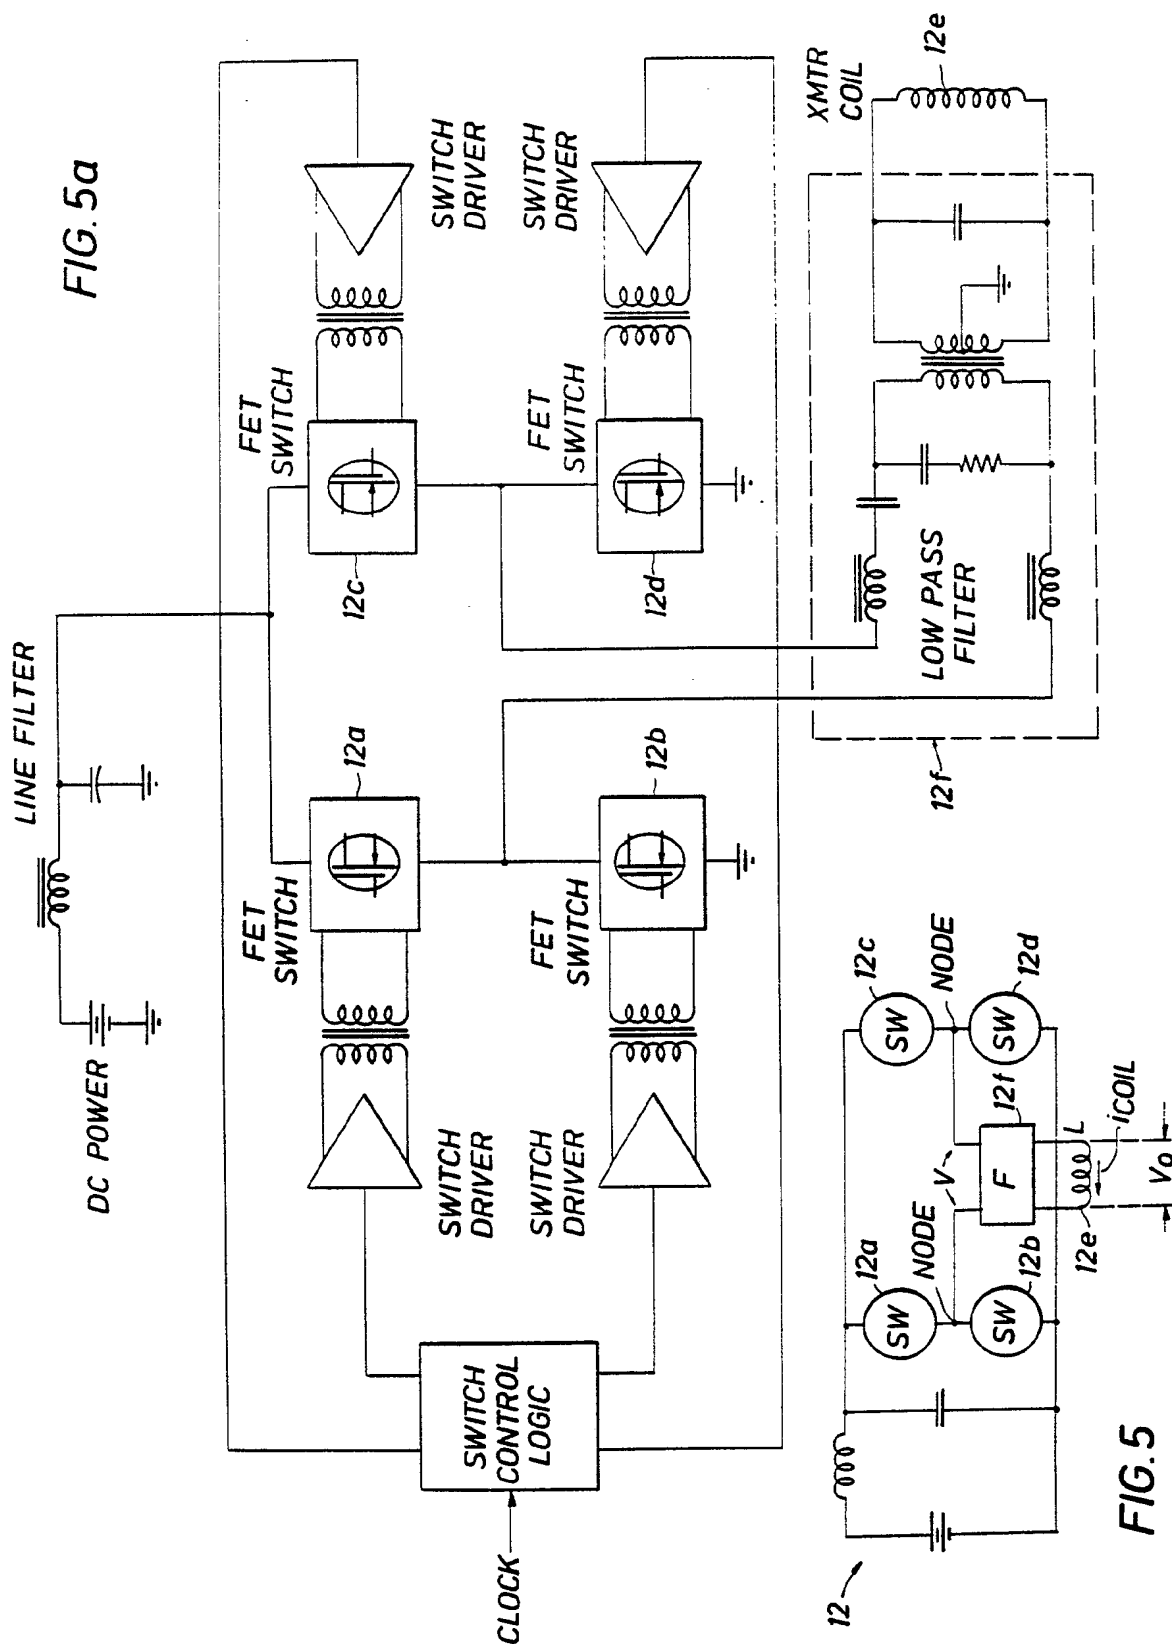 FIG. 5a
LINE FILTER
DC POWER
FET
SWITCH
12a
FET
SWITCH
12c
SWITCH
DRIVER
SWITCH
DRIVER
FET
SWITCH
12b
FET
SWITCH
12d
SWITCH
DRIVER
SWITCH
DRIVER
SWITCH
CONTROL
LOGIC
CLOCK
LOW PASS
FILTER
12f
XMTR
COIL
12e
FIG. 5
12
12a
SW
NODE
12b
SW
12c
SW
NODE
12d
SW
V
F
12f
L
iCOIL
12e
Vo